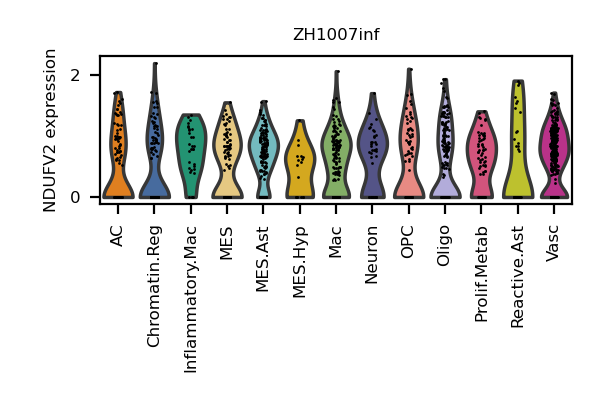 ZH1007inf
NDUFV2 expression
2
0
AC
Chromatin.Reg
Inflammatory.Mac
MES
MES.Ast
MES.Hyp
Mac
Neuron
OPC
Oligo
Prolif.Metab
Reactive.Ast
Vasc